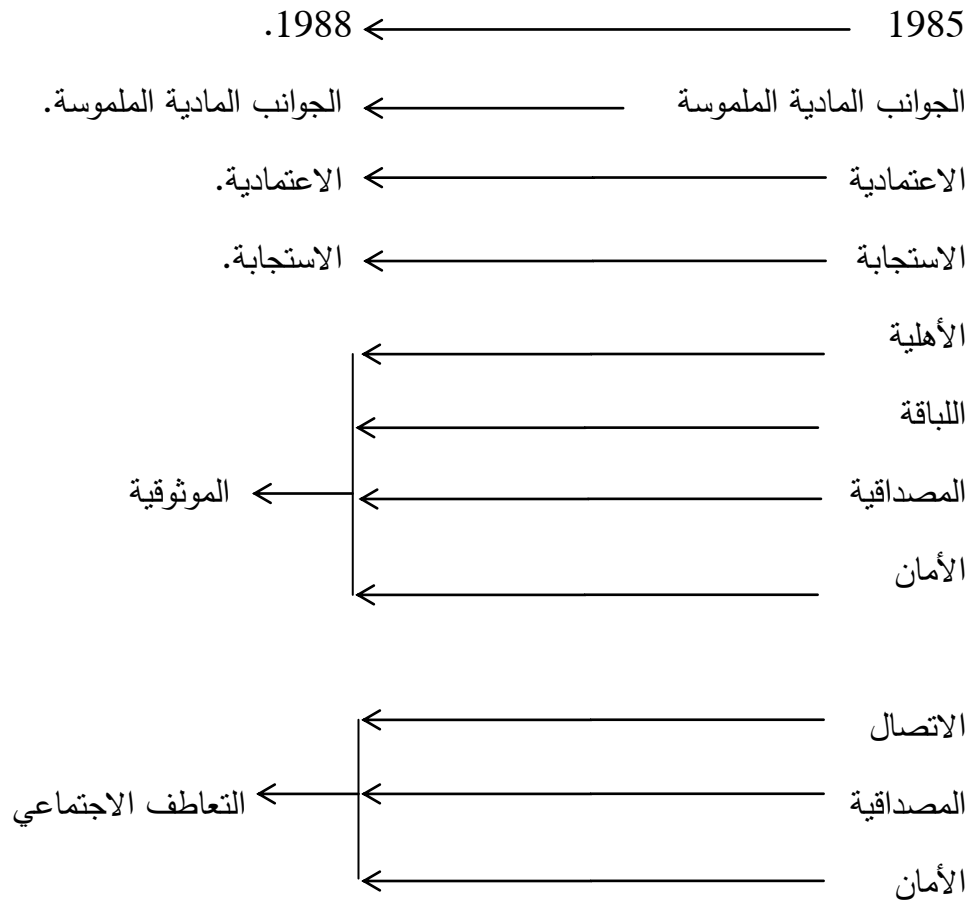 1985 1988.
الجوانب المادية الملموسة الجوانب المادية الملموسة.
الاعتمادية الاعتمادية.
الاستجابة الاستجابة.
الأهلية
اللباقة
المصداقية الموثوقية
الأمان
الاتصال
المصداقية التعاطف الاجتماعي
الأمان